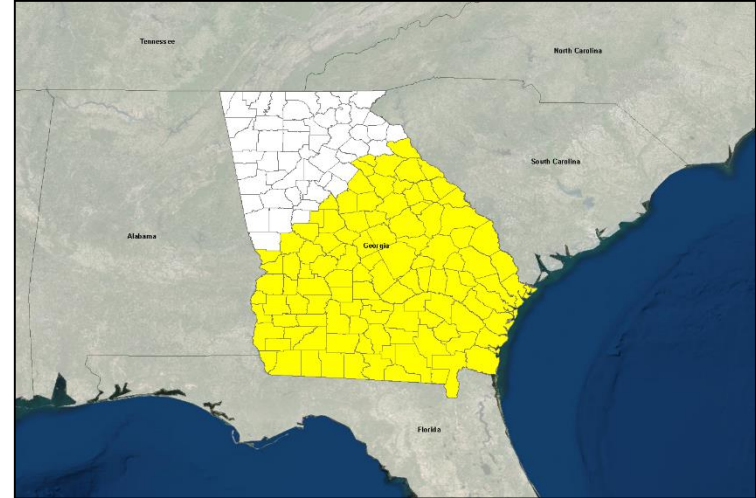 Tennessee
North Carolina
South Carolina
Alabama
Georgia
Florida